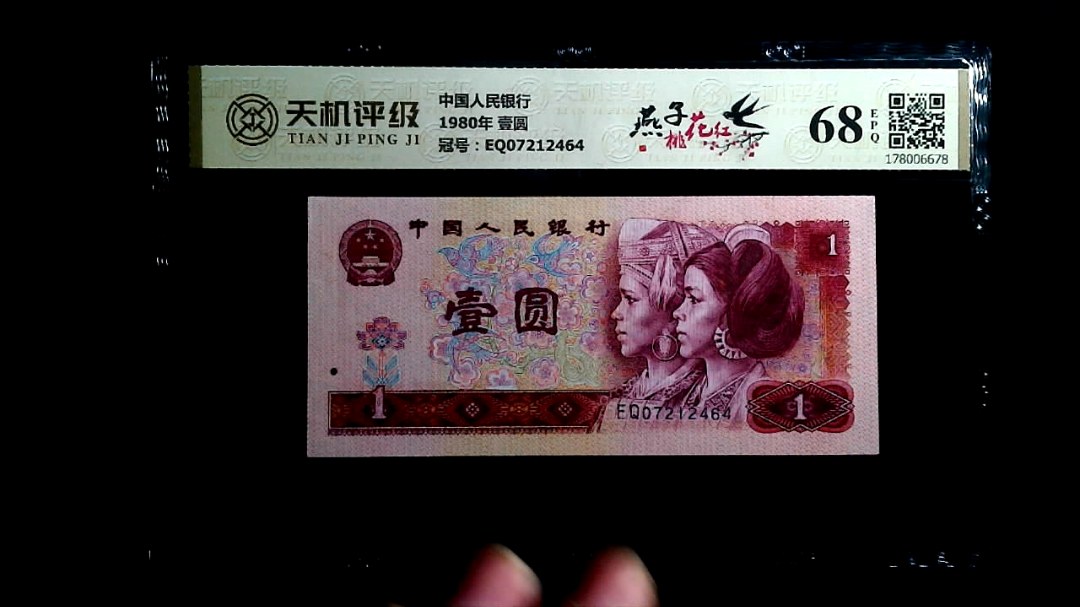 天机评级
TIAN JI PING JI
中国人民银行
1980年 壹圆
冠号：EQ07212464
燕子
桃花红
68
EPQ
178006678
中国人民银行
1
壹圆
1
EQ07212464
1